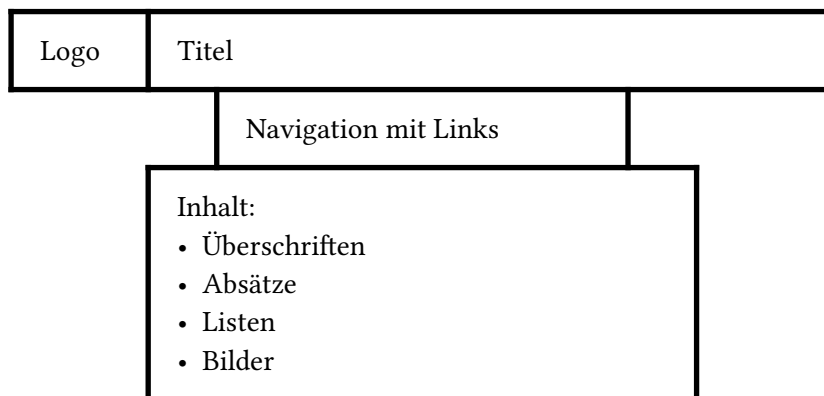 Logo
Titel
Navigation mit Links
Inhalt:
• Überschriften
• Absätze
• Listen
• Bilder